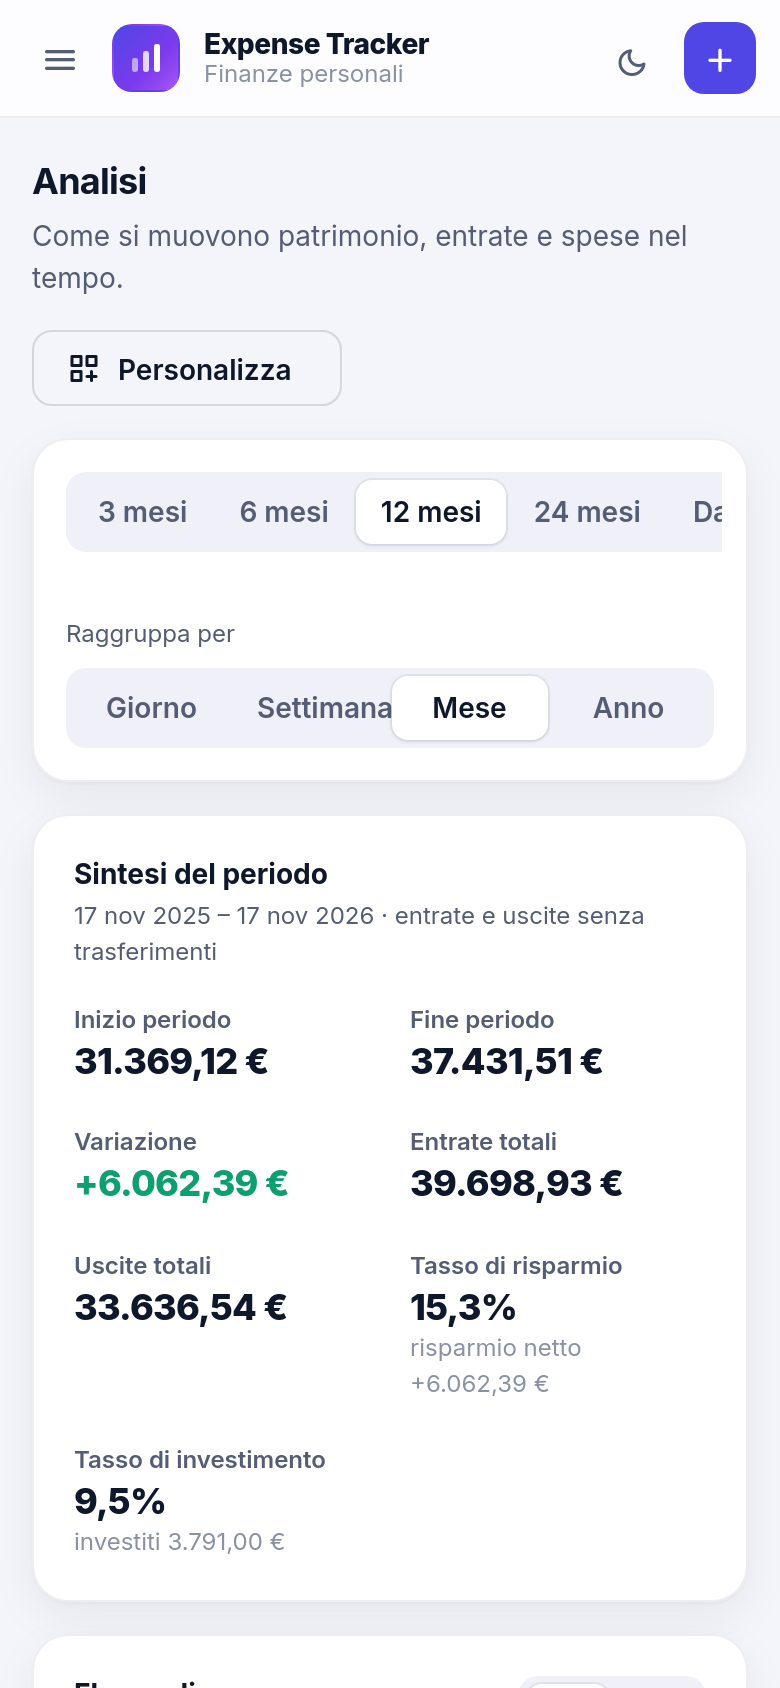 Expense Tracker
Finanze personali
Analisi
Come si muovono patrimonio, entrate e spese nel
tempo.
Personalizza
3 mesi 6 mesi 12 mesi 24 mesi
Raggruppa per
Giorno Settimana Mese Anno
Sintesi del periodo
17 nov 2025 – 17 nov 2026 · entrate e uscite senza
trasferimenti
Inizio periodo Fine periodo
31.369,12 € 37.431,51 €
Variazione Entrate totali
+6.062,39 € 39.698,93 €
Uscite totali Tasso di risparmio
33.636,54 € 15,3%
risparmio netto
+6.062,39 €
Tasso di investimento
9,5%
investiti 3.791,00 €